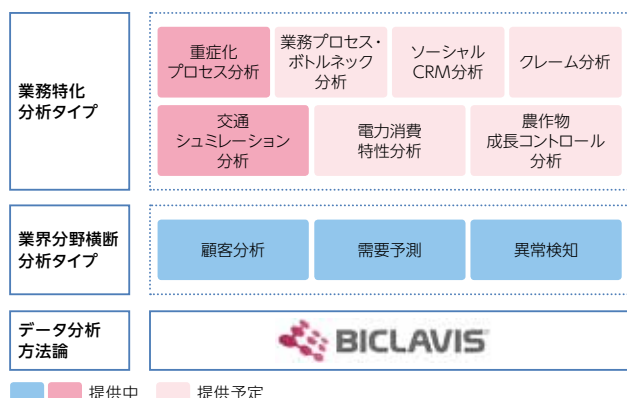 業務特化
分析タイプ
重症化
プロセス分析
業務プロセス・
ボトルネック
分析
ソーシャル
CRM分析
クレーム分析
交通
シュミレーション
分析
電力消費
特性分析
農作物
成長コントロール
分析
業界分野横断
分析タイプ
顧客分析
需要予測
異常検知
データ分析
方法論
BICLAVIS
提供中
提供予定